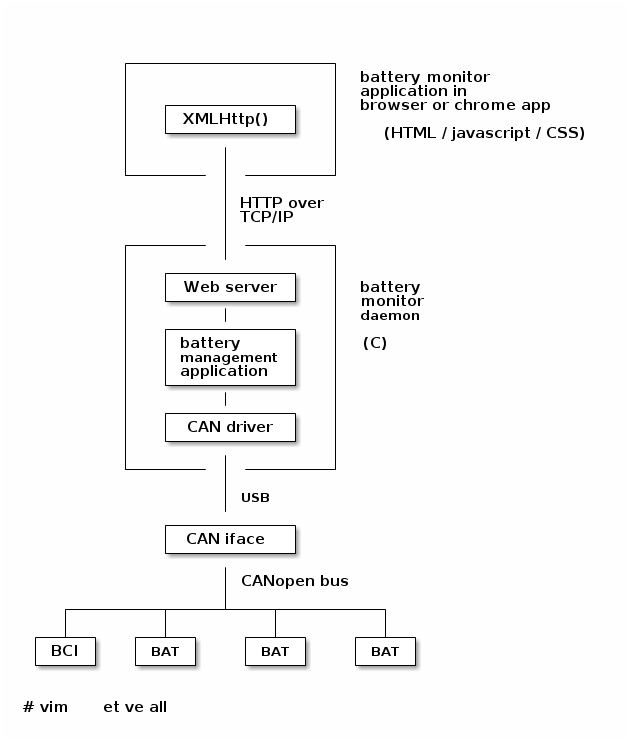 battery monitor
application in
browser or chrome app
XMLHttp()
(HTML / javascript / CSS)
HTTP over
TCP/IP
Web server
battery
monitor
daemon
battery
management
application
(C)
CAN driver
USB
CAN iface
CANopen bus
BCI BAT BAT BAT
# vim et ve all